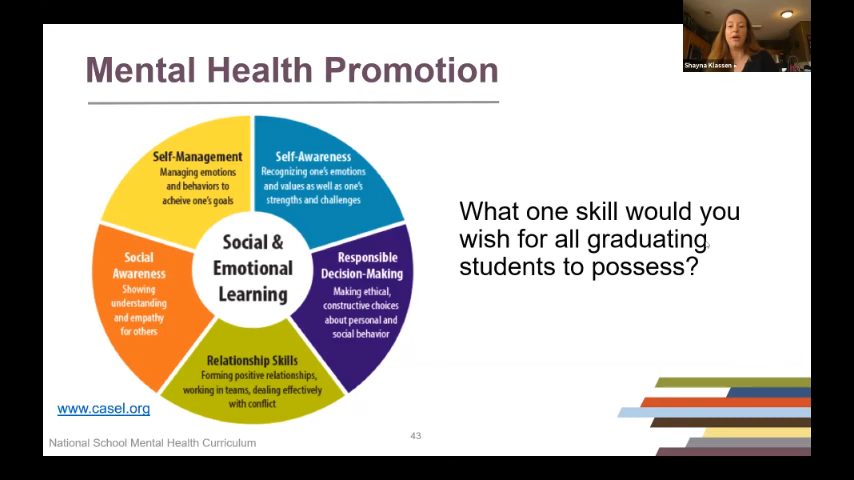 Mental Health Promotion
Shayna Klassen
Self-Management
Managing emotions
and behaviors to
acheive one's goals
Self-Awareness
Recognizing one's emotions
and values as well as one's
strengths and challenges
Social
Awareness
Showing
understanding
and empathy
for others
Social &
Emotional
Learning
Responsible
Decision-Making
Making ethical,
constructive choices
about personal and
social behavior
Relationship Skills
Forming positive relationships,
working in teams, dealing effectively
with conflict
What one skill would you
wish for all graduating
students to possess?
www.casel.org
National School Mental Health Curriculum
43